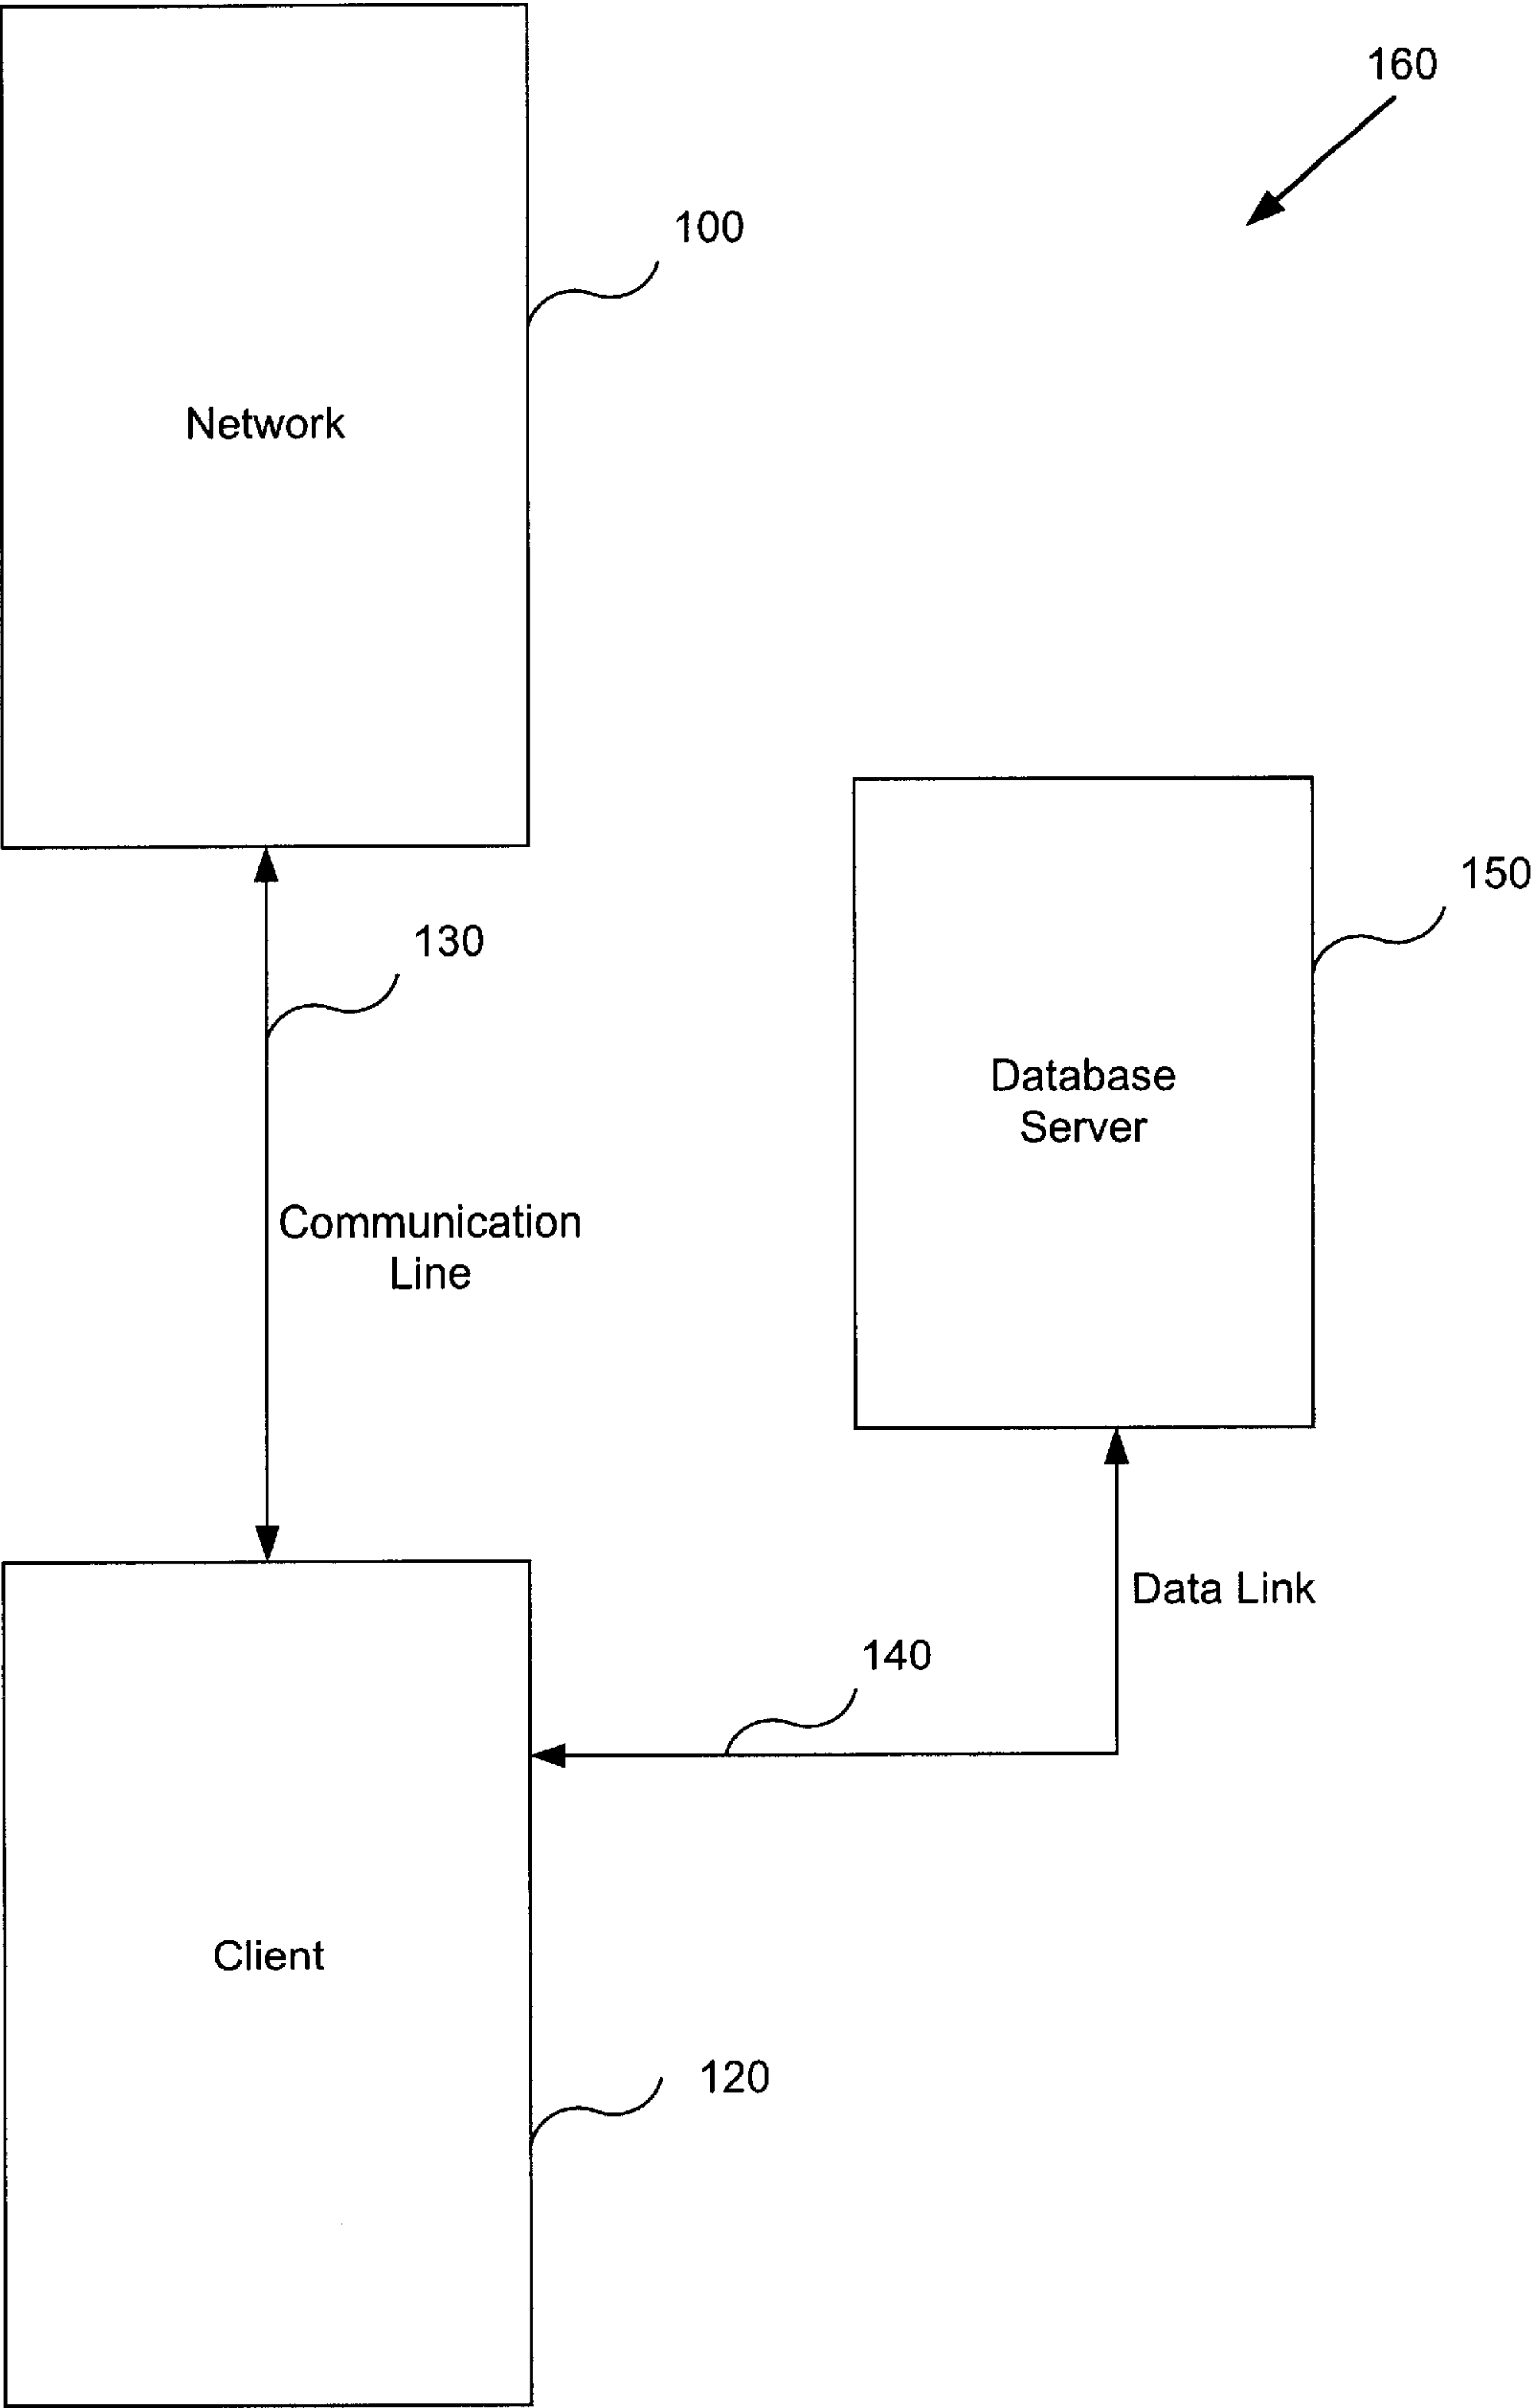 160
100
Network
150
130
Database
Server
Communication
Line
Data Link
140
Client
120